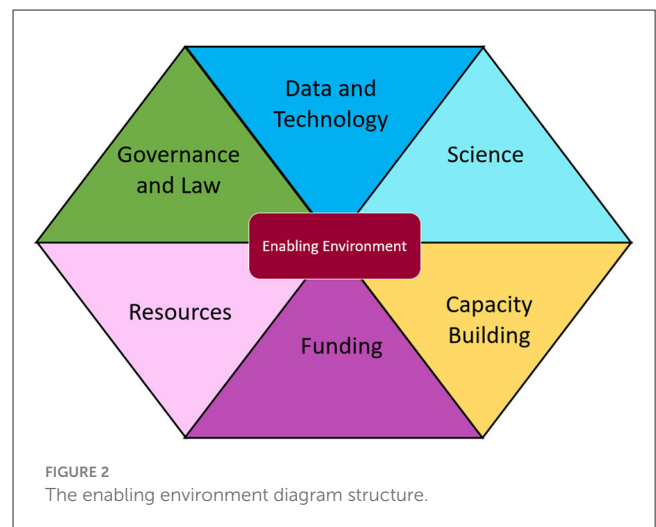 Data and
Technology
Governance
and Law
Science
Enabling Environment
Resources
Funding
Capacity
Building
FIGURE 2
The enabling environment diagram structure.